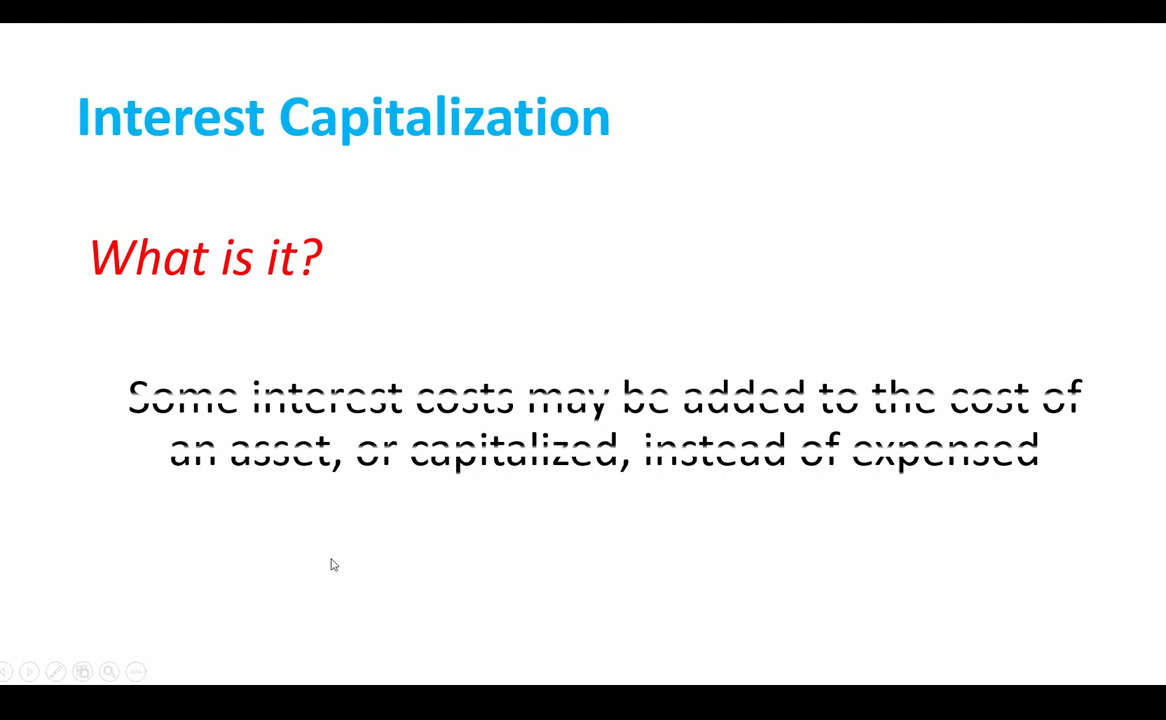 Interest Capitalization
What is it?
Some interest costs may be added to the cost of
an asset, or capitalized, instead of expensed